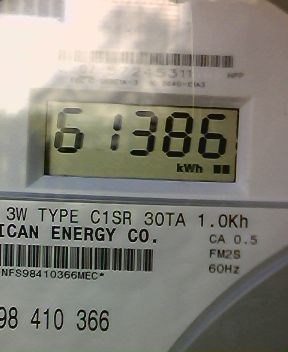 245311
61386
kWh
3W TYPE C1SR 30TA 1.0Kh
ICAN ENERGY CO.
CA 0.5
FM2S
*NFS98410366MEC*
60Hz
98 410 366